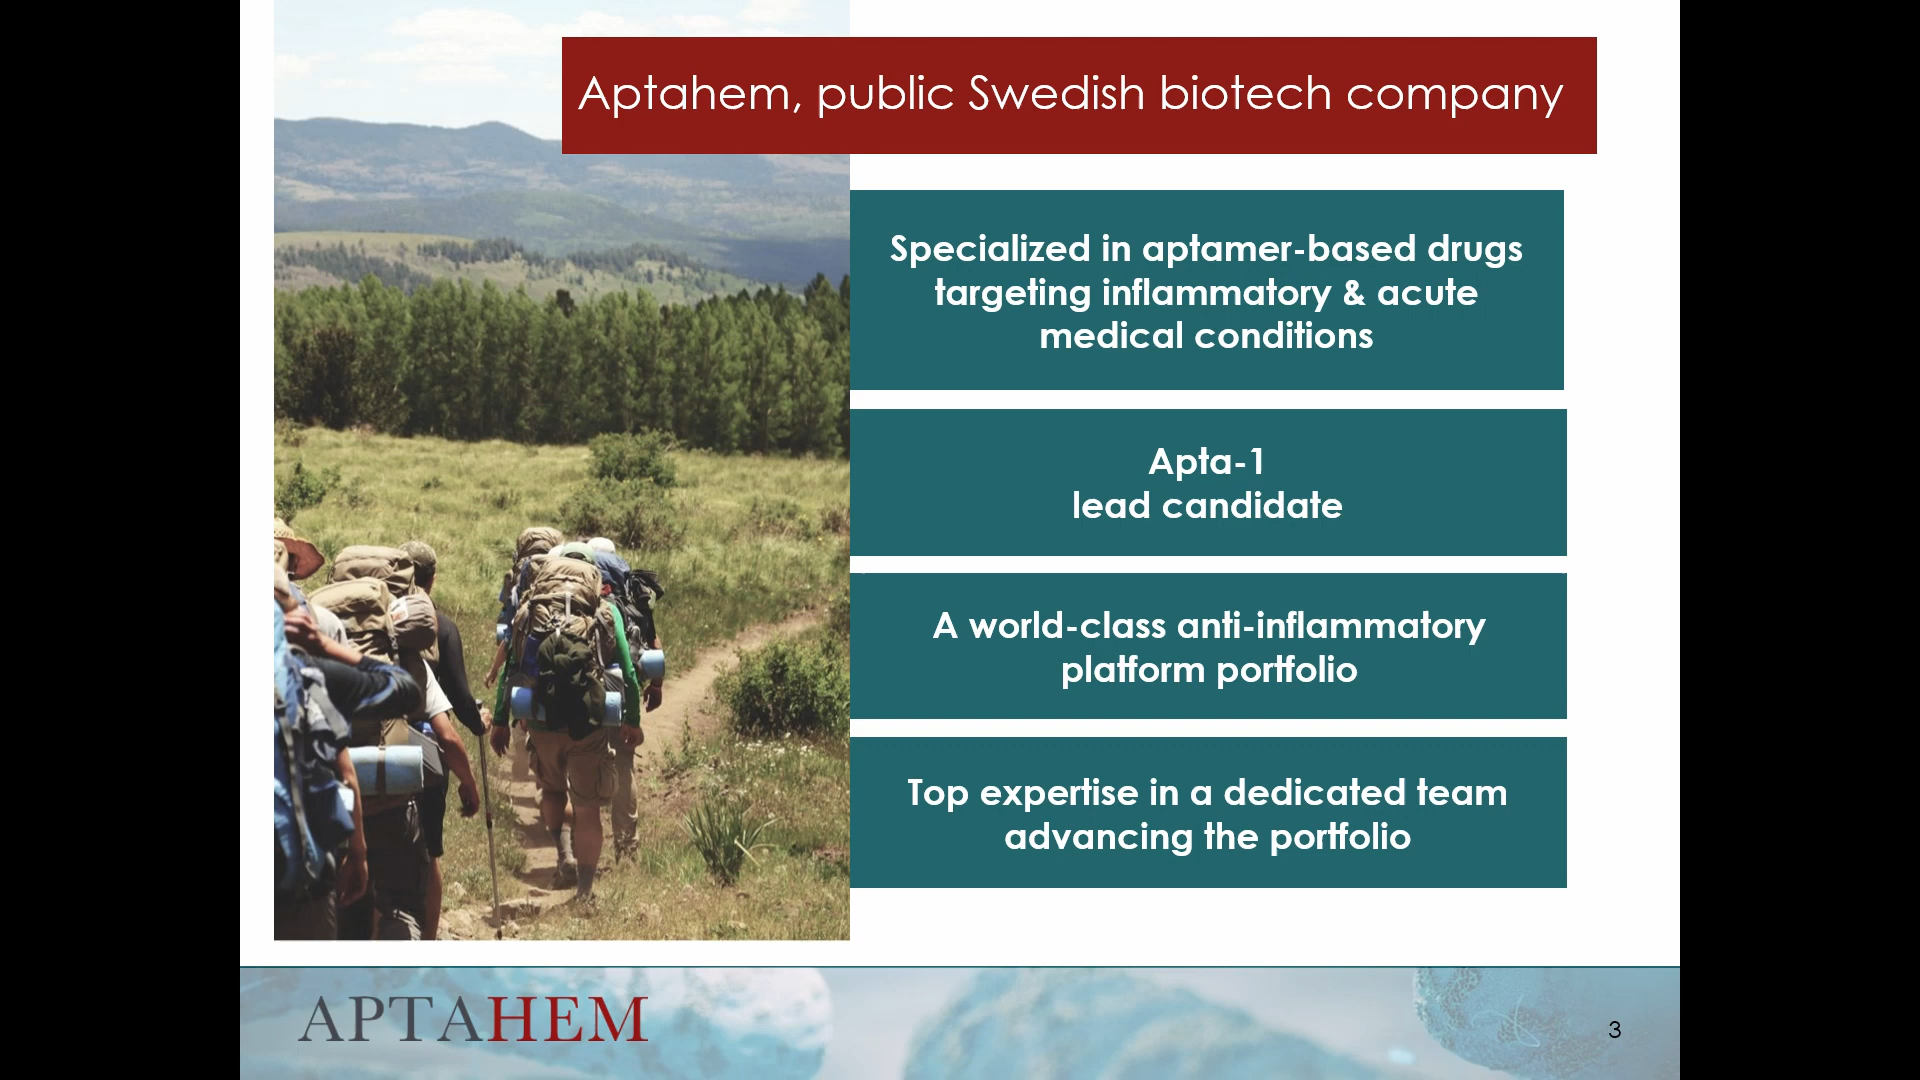 Aptahem, public Swedish biotech company
Specialized in aptamer-based drugs
targeting inflammatory & acute
medical conditions
Apta-1
lead candidate
A world-class anti-inflammatory
platform portfolio
Top expertise in a dedicated team
advancing the portfolio
APTAHEM
3